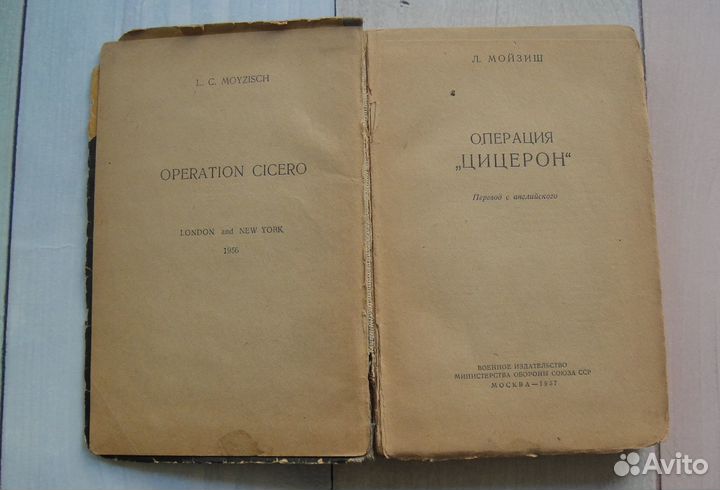 L. C. MOYZISCH
OPERATION CICERO
LONDON and NEW YORK
1956
Л. МОЙЗИШ
ОПЕРАЦИЯ
„ЦИЦЕРОН“
Перевод с английского
ВОЕННОЕ ИЗДАТЕЛЬСТВО
МИНИСТЕРСТВА ОБОРОНЫ СОЮЗА ССР
МОСКВА—1957
Avito